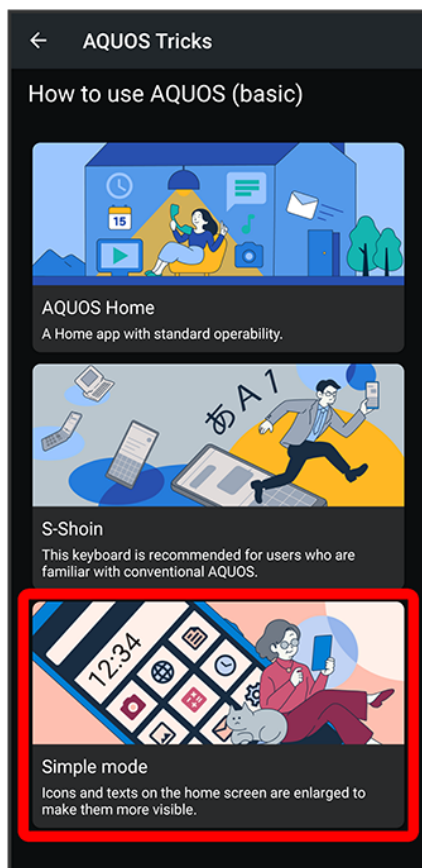 AQUOS Tricks
How to use AQUOS (basic)
15
AQUOS Home
A Home app with standard operability.
あA1
S-Shoin
This keyboard is recommended for users who are
familiar with conventional AQUOS.
12:34
Simple mode
Icons and texts on the home screen are enlarged to
make them more visible.